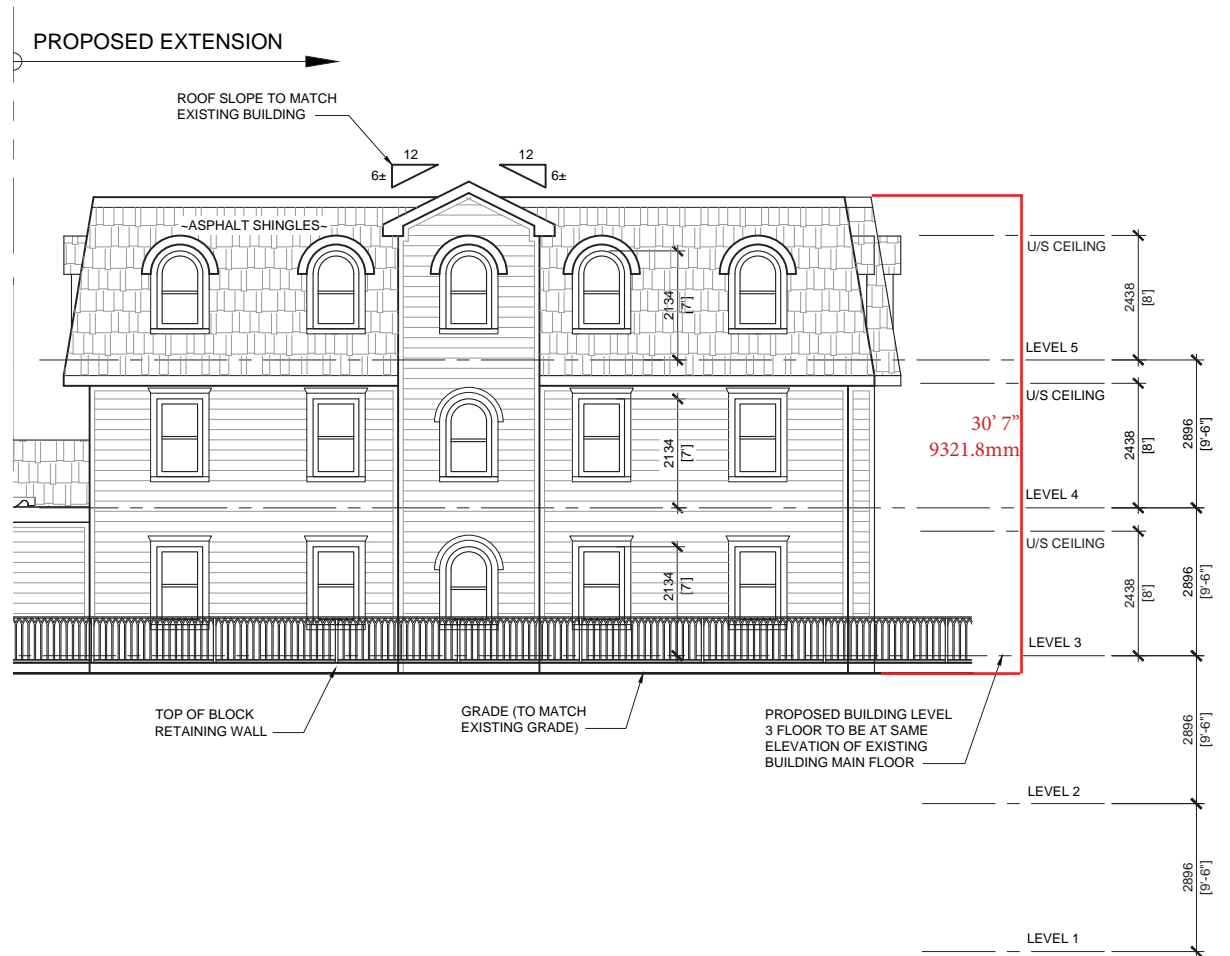 PROPOSED EXTENSION
ROOF SLOPE TO MATCH
EXISTING BUILDING
12
6±
12
6±
~ASPHALT SHINGLES~
U/S CEILING
2134
[7']
2438
[8']
LEVEL 5
U/S CEILING
30' 7”
9321.8mm
2134
[7']
2438
[8']
2896
[9'-6"]
LEVEL 4
U/S CEILING
2134
[7']
2438
[8']
2896
[9'-6"]
LEVEL 3
TOP OF BLOCK
RETAINING WALL
GRADE (TO MATCH
EXISTING GRADE)
PROPOSED BUILDING LEVEL
3 FLOOR TO BE AT SAME
ELEVATION OF EXISTING
BUILDING MAIN FLOOR
2896
[9'-6"]
LEVEL 2
2896
[9'-6"]
LEVEL 1